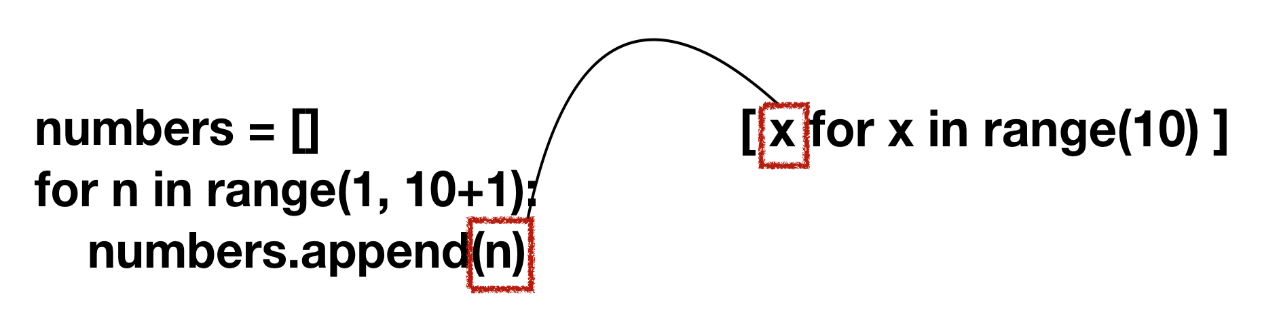 numbers = []
for n in range(1, 10+1):
    numbers.append(n)
[ x for x in range(10) ]